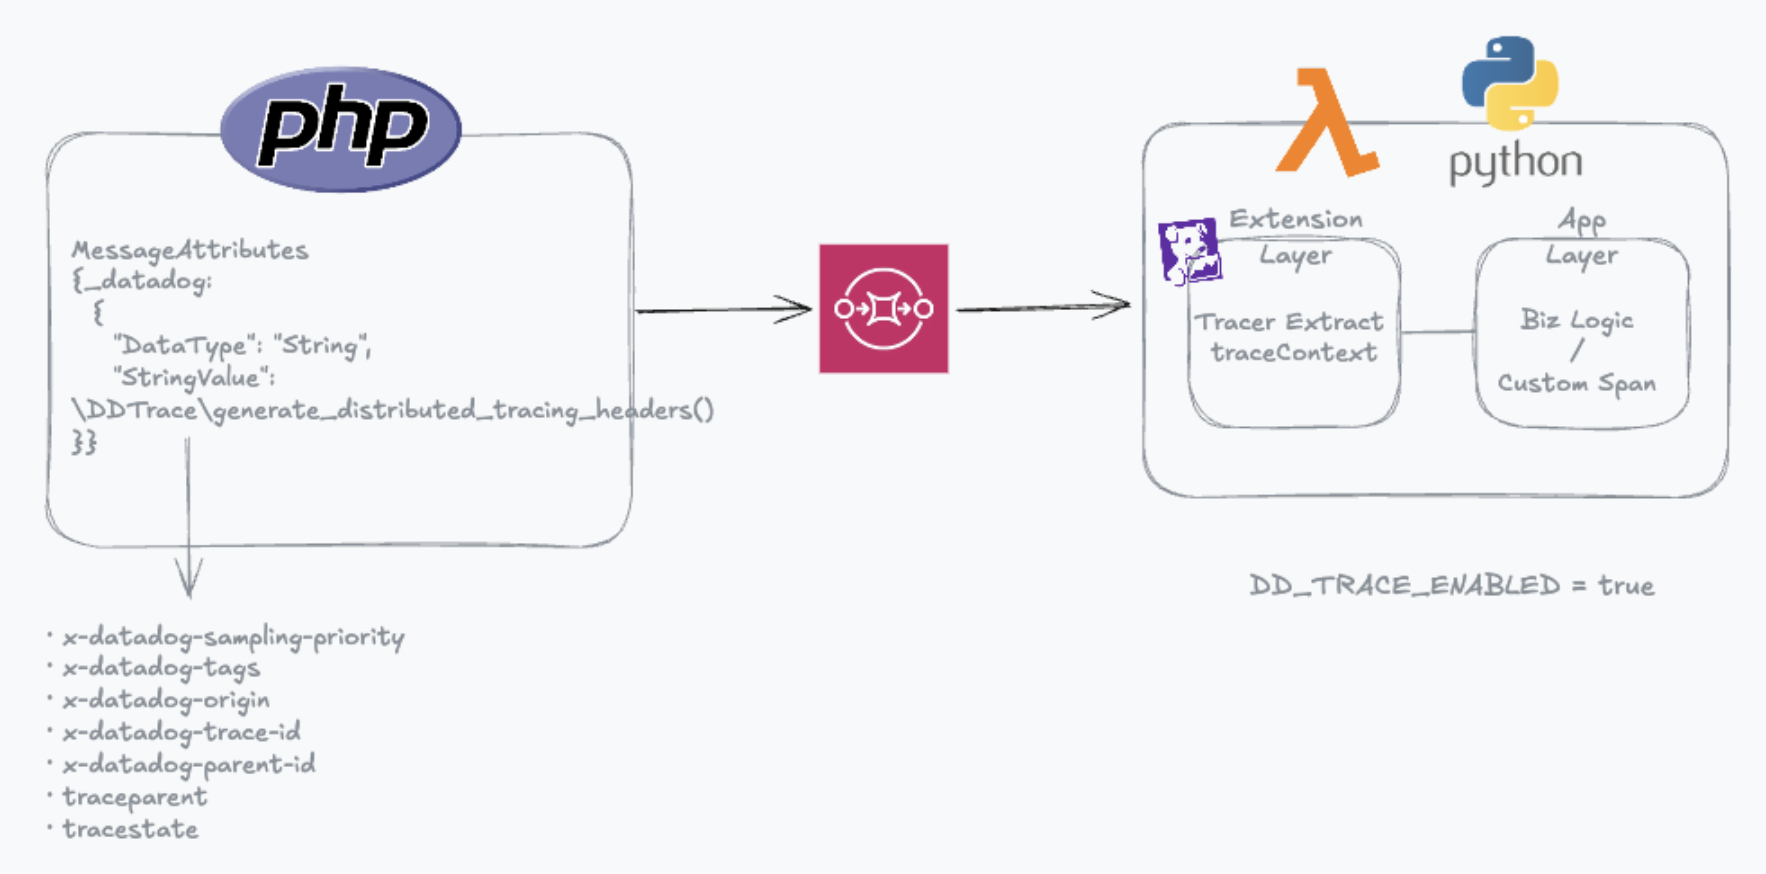 php
MessageAttributes
{_datadog:
{
"DataType": "String",
"StringValue":
\DDTrace\generate_distributed_tracing_headers()
}}
· x-datadog-sampling-priority
· x-datadog-tags
· x-datadog-origin
· x-datadog-trace-id
· x-datadog-parent-id
· traceparent
· tracestate
python
Extension
Layer
Tracer Extract
traceContext
App
Layer
Biz Logic
/
Custom Span
DD_TRACE_ENABLED = true